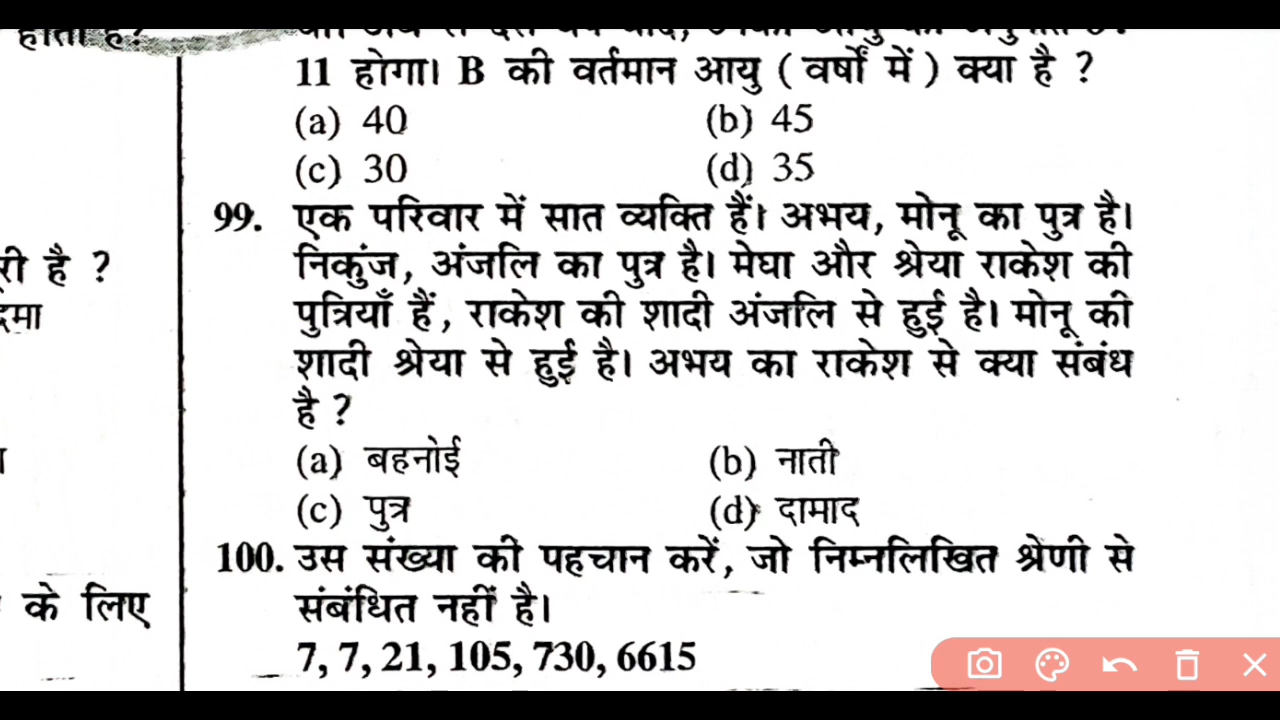 होता है?
11 होगा। B की वर्तमान आयु (वर्षों में) क्या है ?
(a) 40 (b) 45
(c) 30 (d) 35
99. एक परिवार में सात व्यक्ति हैं। अभय, मोनू का पुत्र है।
री है ?
निकुंज, अंजलि का पुत्र है। मेघा और श्रेया राकेश की
पुत्रियाँ हैं, राकेश की शादी अंजलि से हुई है। मोनू की
शादी श्रेया से हुई है। अभय का राकेश से क्या संबंध
है ?
(a) बहनोई (b) नाती
(c) पुत्र (d) दामाद
100. उस संख्या की पहचान करें, जो निम्नलिखित श्रेणी से
के लिए
संबंधित नहीं है।
7, 7, 21, 105, 730, 6615